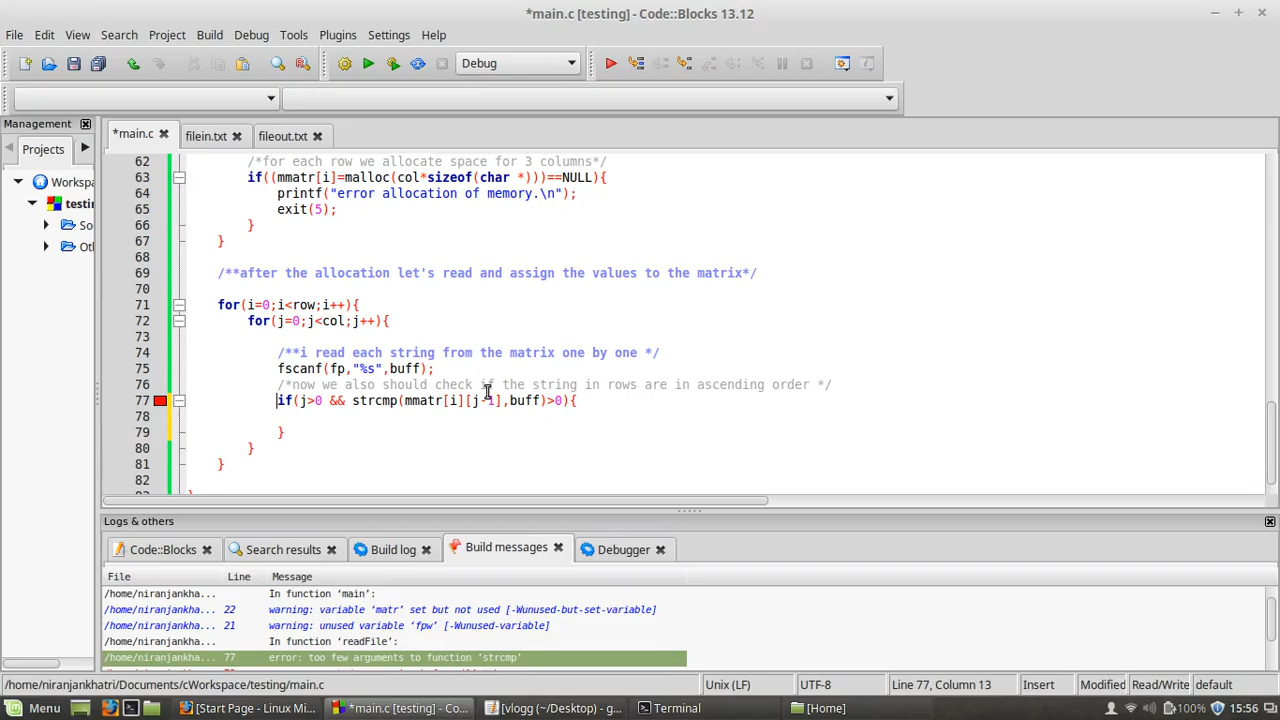 *main.c [testing] - Code::Blocks 13.12
File Edit View Search Project Build Debug Tools Plugins Settings Help
Debug
Management
Projects
*main.c filein.txt fileout.txt
Workspa
testin
So
Oth
62 /*for each row we allocate space for 3 columns*/
63 if((mmatr[i]=malloc(col*sizeof(char *)))==NULL){
64 printf("error allocation of memory.\n");
65 exit(5);
66 }
67 }
68
69 /**after the allocation let's read and assign the values to the matrix*/
70
71 for(i=0;i<row;i++){
72 for(j=0;j<col;j++){
73
74 /**i read each string from the matrix one by one */
75 fscanf(fp,"%s",buff);
76 /*now we also should check if the string in rows are in ascending order */
77 if(j>0 && strcmp(mmatr[i][j-1],buff)>0){
78
79 }
80 }
81 }
82
Logs & others
Code::Blocks Search results Build log Build messages Debugger
File Line Message
/home/niranjankha... In function ‘main’:
/home/niranjankha... 22 warning: variable ‘matr’ set but not used [-Wunused-but-set-variable]
/home/niranjankha... 21 warning: unused variable ‘fpw’ [-Wunused-variable]
/home/niranjankha... In function ‘readFile’:
/home/niranjankha... 77 error: too few arguments to function ‘strcmp’
/home/niranjankhatri/Documents/cWorkspace/testing/main.c Unix (LF) UTF-8 Line 77, Column 13 Insert Modified Read/Write default
Menu [Start Page - Linux Mi... *main.c [testing] - Co... [vlogg (~/Desktop) - g... Terminal [Home] 100% 15:56